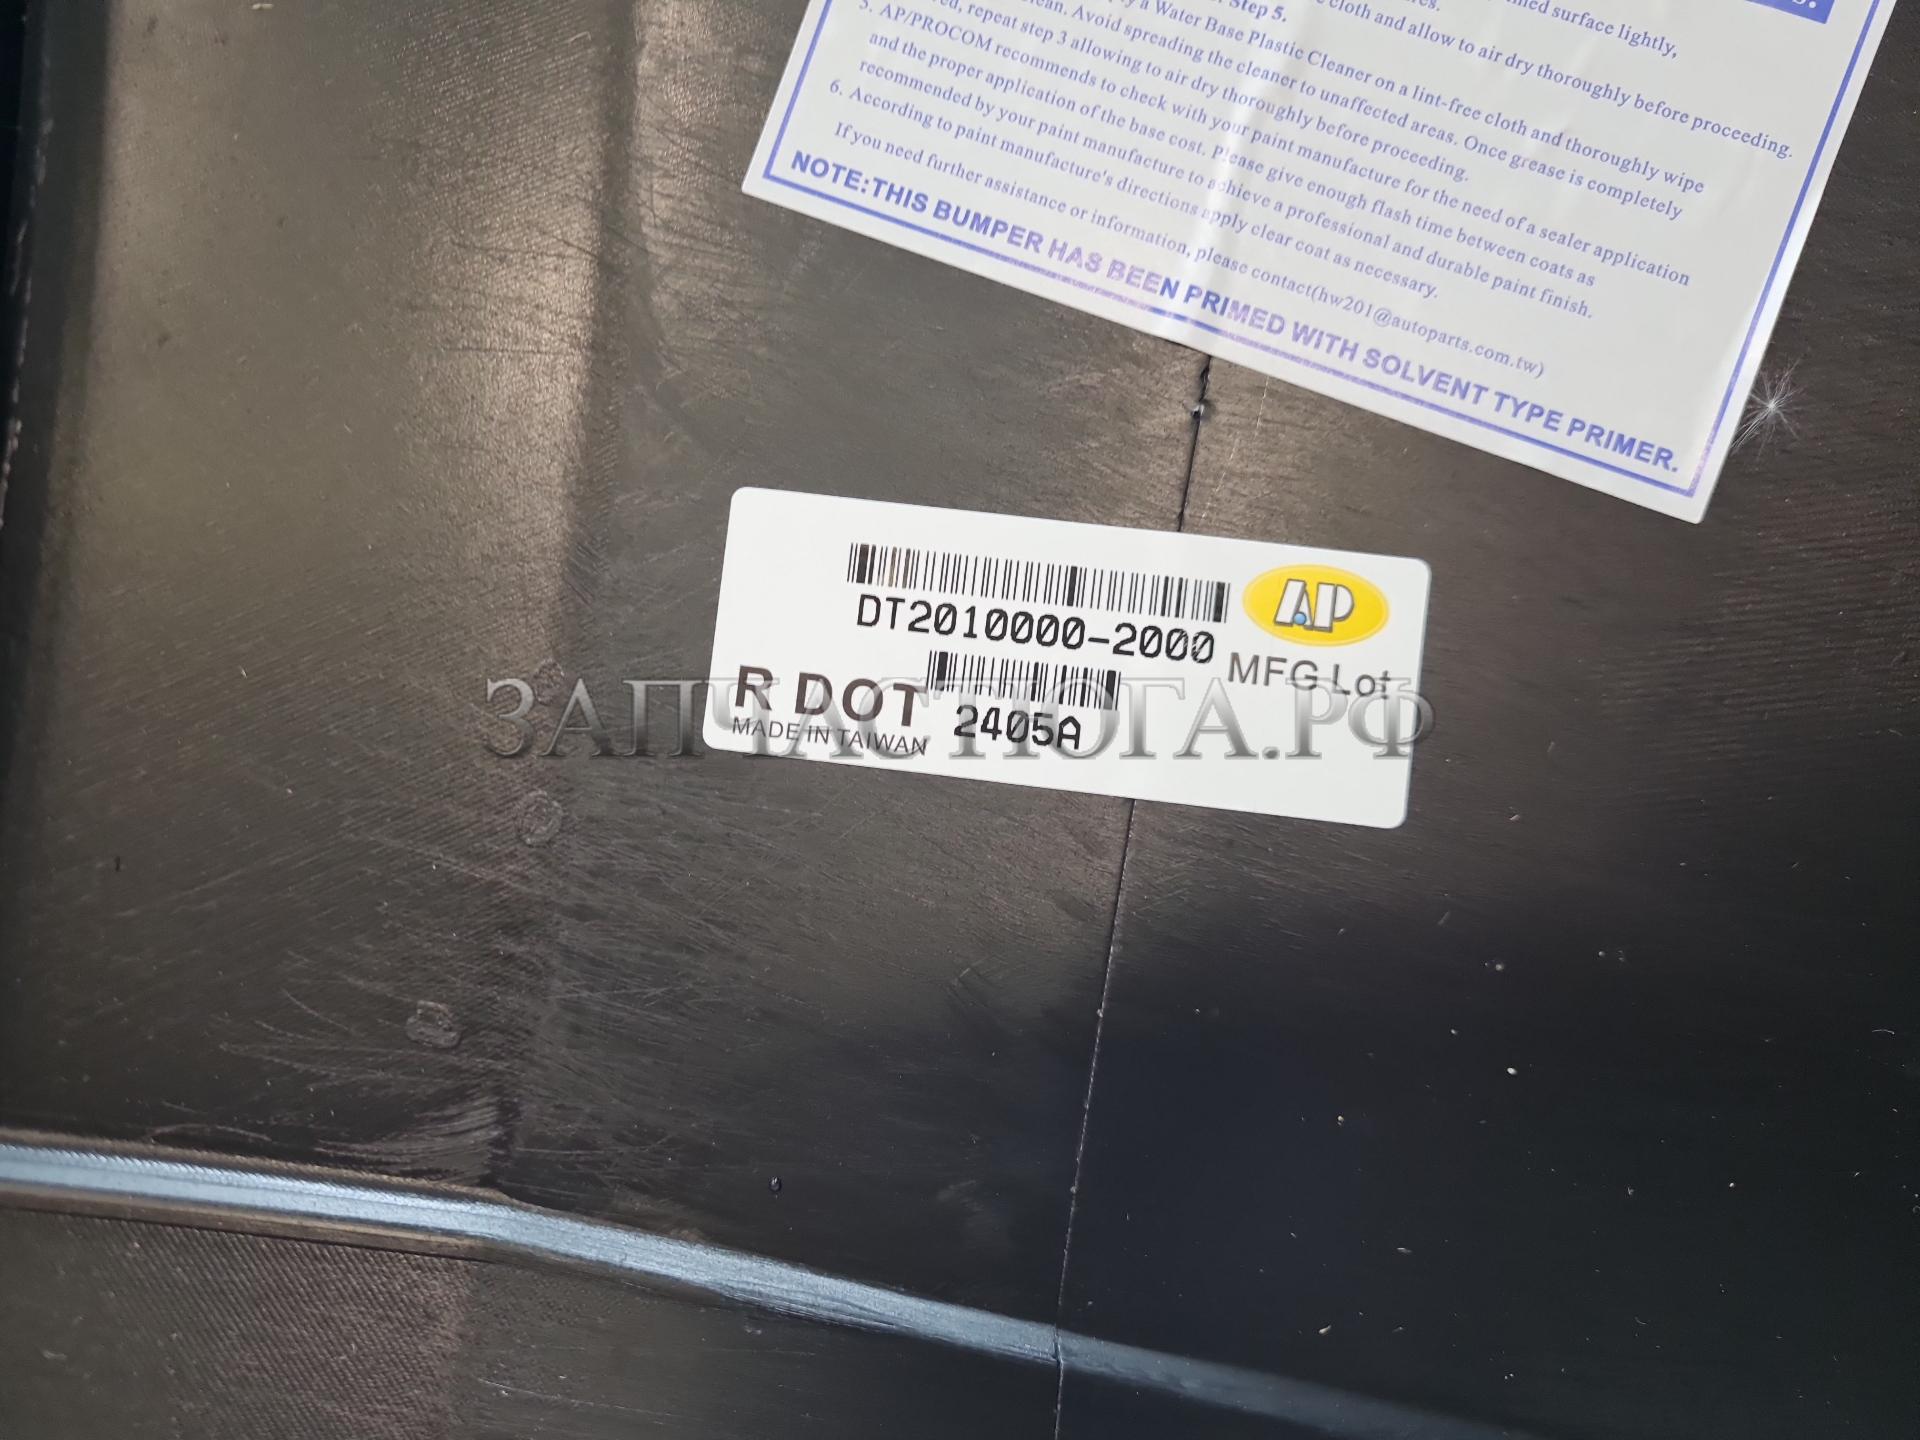 ned surface lightly,
cloth and allow to air dry thoroughly before proceeding.
Step 5.
a Water Base Plastic Cleaner on a lint-free cloth and thoroughly wipe
clean. Avoid spreading the cleaner to unaffected areas. Once grease is completely
repeat step 3 allowing to air dry thoroughly before proceeding.
5. AP/PROCOM recommends to check with your paint manufacture for the need of a sealer application
and the proper application of the base cost. Please give enough flash time between coats as
recommended by your paint manufacture to achieve a professional and durable paint finish.
6. According to paint manufacture's directions apply clear coat as necessary.
If you need further assistance or information, please contact(hw201@autoparts.com.tw)
NOTE:THIS BUMPER HAS BEEN PRIMED WITH SOLVENT TYPE PRIMER.
DT2010000-2000
AP
MFG Lot
R DOT
2405A
MADE IN TAIWAN
ЗАПЧАСТЮГА.РФ